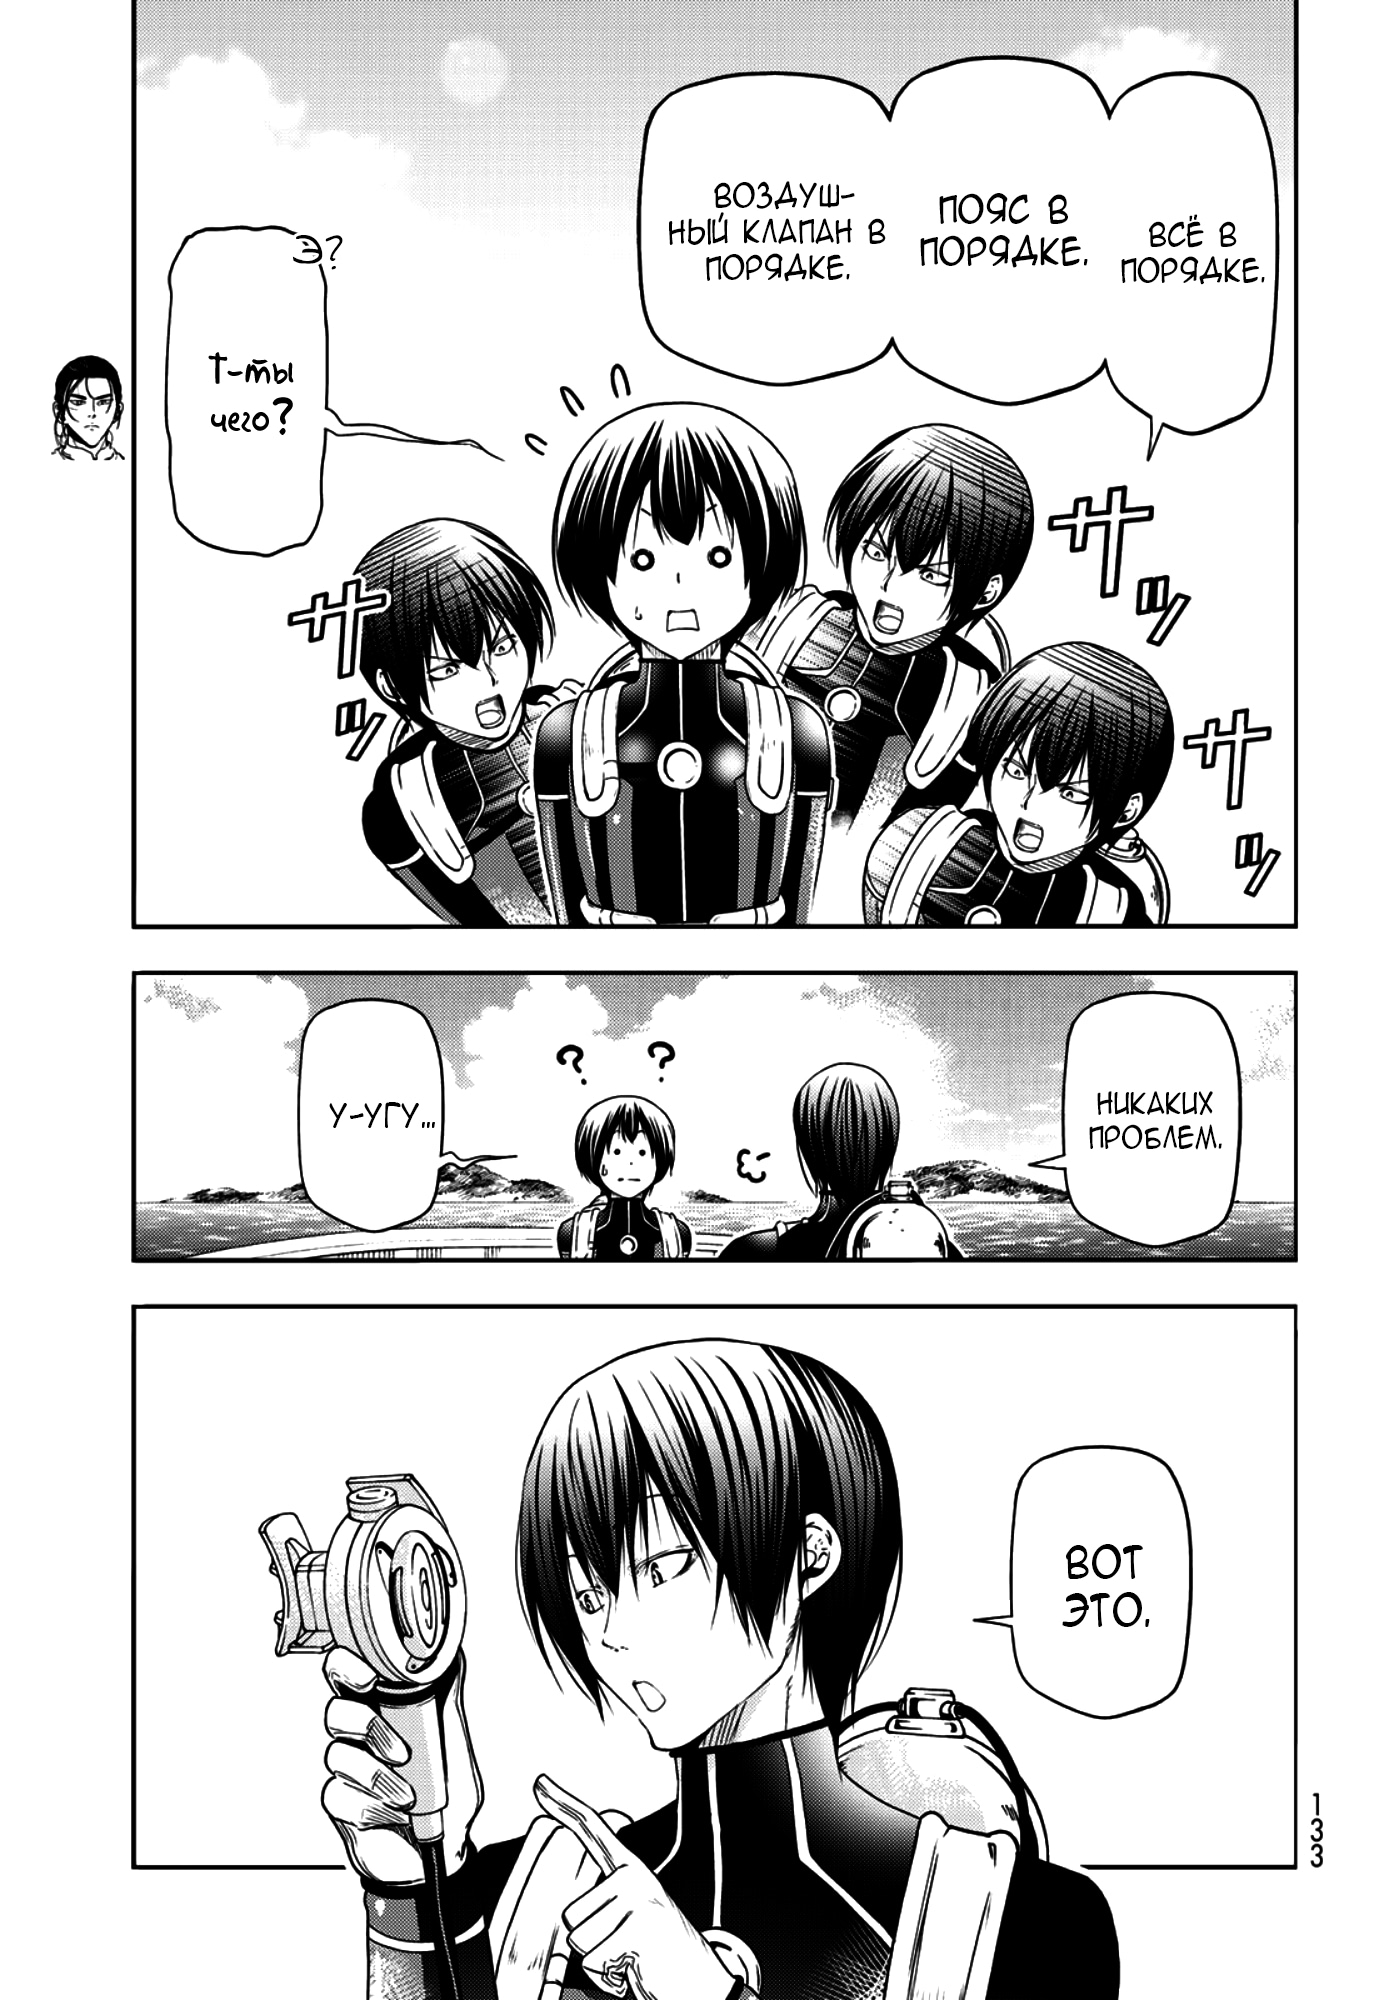 ВСЁ В
ПОРЯДКЕ.
ПОЯС В
ПОРЯДКЕ.
ВОЗДУШ-
НЫЙ КЛАПАН В
ПОРЯДКЕ.
Э?
Т-ты
чего?
サッ
サッ
サッ
НИКАКИХ
ПРОБЛЕМ.
? ?
У-УГУ...
ВОТ
ЭТО.
133